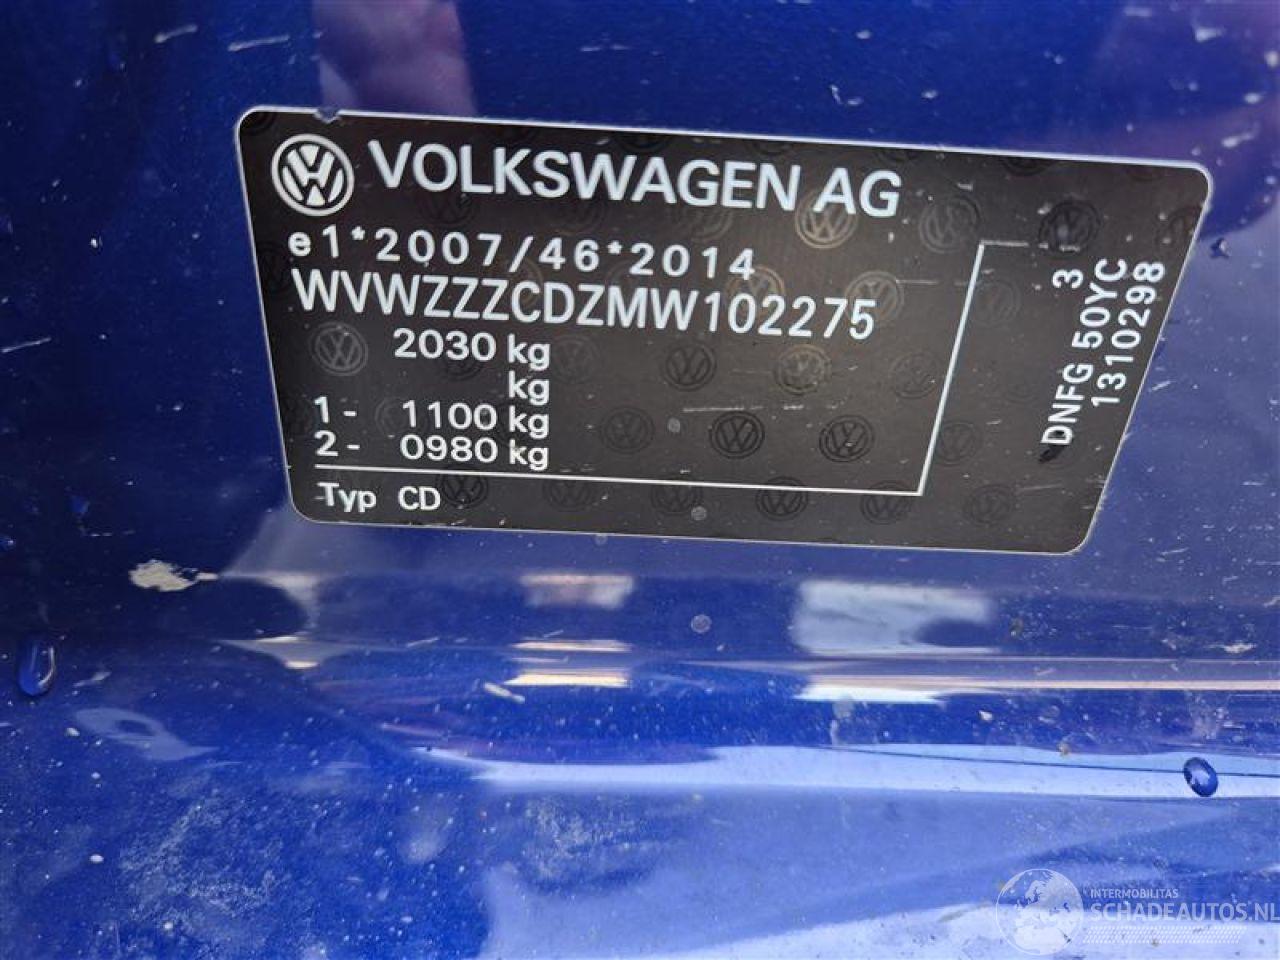 VOLKSWAGEN AG
e1*2007/46*2014
WVWZZZCDZMW102275
2030 kg
kg
1- 1100 kg
2- 0980 kg
Typ CD
3
DNFG 50YC
1310298
INTERMOBILITAS
SCHADEAUTOS.NL